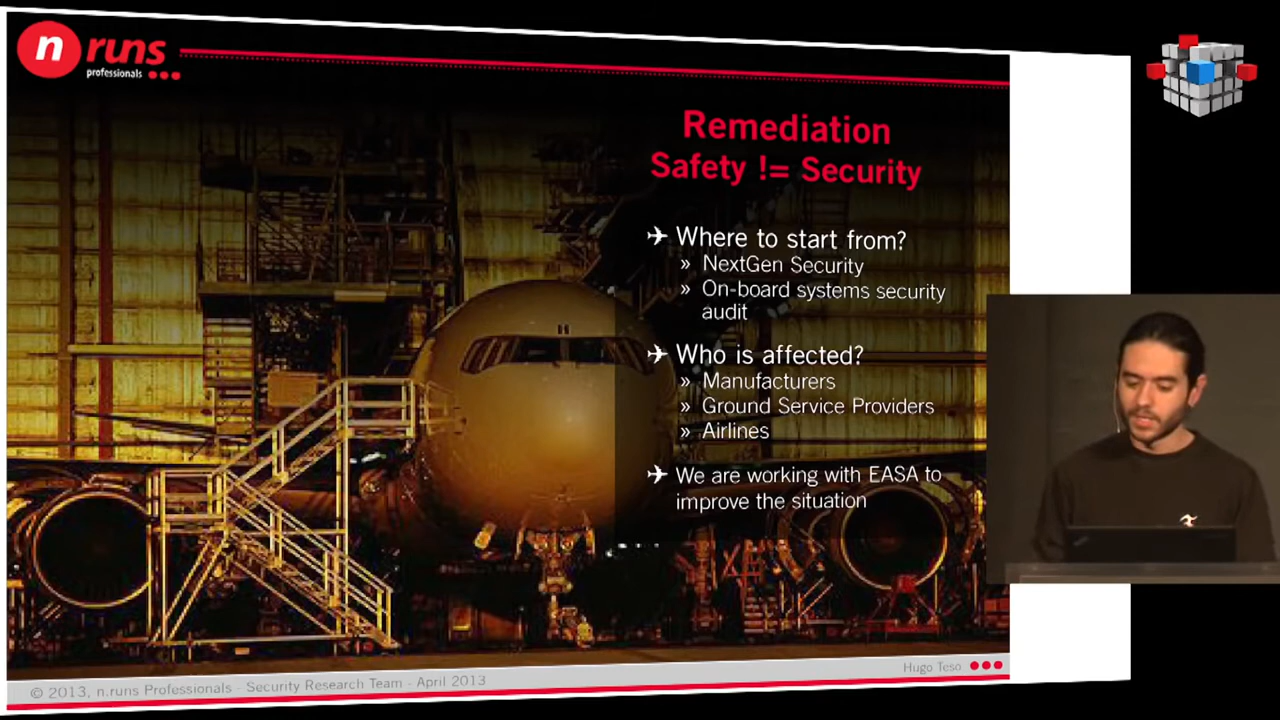 n runs
professionals
Remediation
Safety != Security
Where to start from?
» NextGen Security
» On-board systems security
audit
Who is affected?
» Manufacturers
» Ground Service Providers
» Airlines
We are working with EASA to
improve the situation
Hugo Teso
© 2013, n.runs Professionals - Security Research Team - April 2013